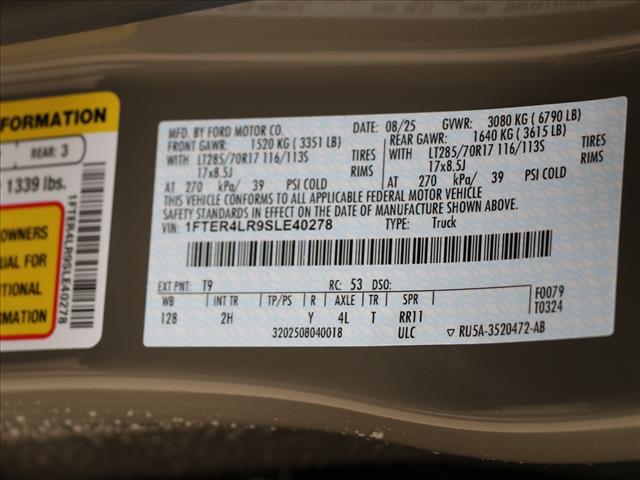 FORMATION
REAR: 3
1339 lbs.
OWNERS
UAL FOR
ITIONAL
RMATION
1FTER4LR9SLE40278
MFD. BY FORD MOTOR CO. DATE: 08/25 GVWR: 3080 KG ( 6790 LB)
FRONT GAWR: 1520 KG ( 3351 LB) REAR GAWR: 1640 KG ( 3615 LB)
WITH LT285/70R17 116/113S TIRES WITH LT285/70R17 116/113S TIRES
17x8.5J RIMS 17x8.5J RIMS
AT 270 kPa/ 39 PSI COLD AT 270 kPa/ 39 PSI COLD
THIS VEHICLE CONFORMS TO ALL APPLICABLE FEDERAL MOTOR VEHICLE
SAFETY STANDARDS IN EFFECT ON THE DATE OF MANUFACTURE SHOWN ABOVE.
VIN: 1FTER4LR9SLE40278 TYPE: Truck
EXT PNT: T9 RC: 53 DSO:
WB INT TR TP/PS R AXLE TR SPR F0079
128 2H Y 4L T RR11 T0324
3202508040018 ULC RU5A-3520472-AB